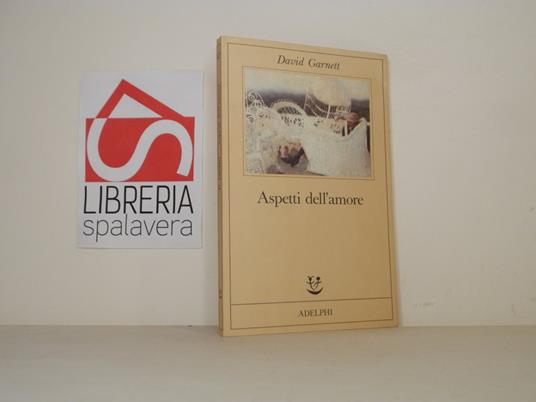 LIBRERIA
spalavera
David Garnett
Aspetti dell'amore
ADELPHI